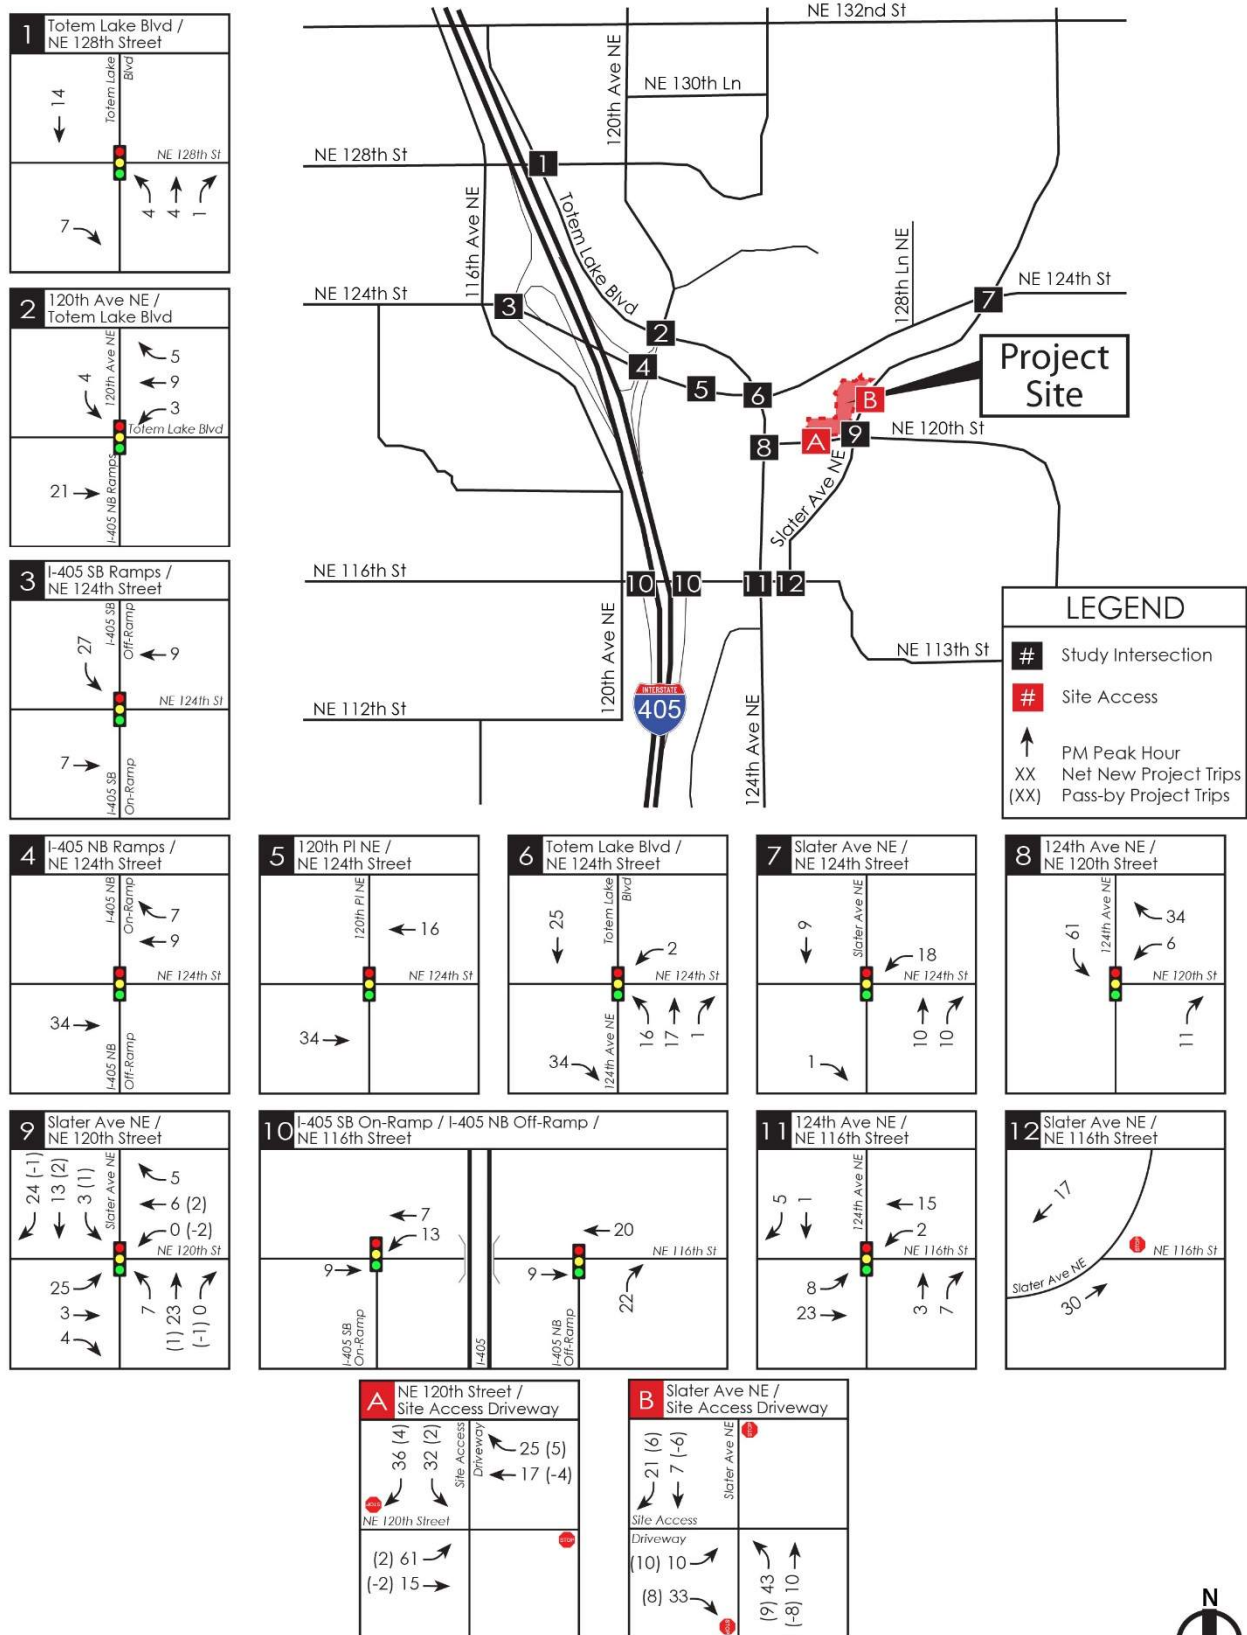 1 Totem Lake Blvd /
NE 128th Street
Totem Lake
Blvd
14
NE 128th St
4
4
1
7
2 120th Ave NE /
Totem Lake Blvd
120th Ave NE
5
9
4
3
Totem Lake Blvd
21
I-405 NB Ramps
3 I-405 SB Ramps /
NE 124th Street
I-405 SB
Off-Ramp
27
9
NE 124th St
7
I-405 SB
On-Ramp
NE 132nd St
120th Ave NE
NE 130th Ln
NE 128th St
1
116th Ave NE
Totem Lake Blvd
NE 124th St
3
2
4
5
6
128th Ln NE
7
NE 124th St
Project
Site
B
A
8
9
NE 120th St
Slater Ave NE
NE 116th St
10
10
11
12
120th Ave NE
NE 113th St
NE 112th St
INTERSTATE
405
124th Ave NE
LEGEND
# Study Intersection
# Site Access
PM Peak Hour
XX Net New Project Trips
(XX) Pass-by Project Trips
4 I-405 NB Ramps /
NE 124th Street
I-405 NB
On-Ramp
7
9
NE 124th St
34
I-405 NB
Off-Ramp
5 120th Pl NE /
NE 124th Street
120th Pl NE
16
NE 124th St
34
6 Totem Lake Blvd /
NE 124th Street
Totem Lake
Blvd
25
2
NE 124th St
34
124th Ave NE
16
17
1
7 Slater Ave NE /
NE 124th Street
Slater Ave NE
9
18
NE 124th St
1
10
10
8 124th Ave NE /
NE 120th Street
124th Ave NE
61
34
6
NE 120th St
11
9 Slater Ave NE /
NE 120th Street
24 (-1)
13 (2)
3 (1)
Slater Ave NE
5
6 (2)
0 (-2)
NE 120th St
25
3
4
7
(1) 23
(-1) 0
10 I-405 SB On-Ramp / I-405 NB Off-Ramp /
NE 116th Street
7
13
20
9
9
NE 116th St
22
I-405 SB
On-Ramp
I-405
I-405 NB
Off-Ramp
11 124th Ave NE /
NE 116th Street
124th Ave NE
5
1
15
2
NE 116th St
8
23
3
7
12 Slater Ave NE /
NE 116th Street
17
NE 116th St
Slater Ave NE
30
A NE 120th Street /
Site Access Driveway
36 (4)
32 (2)
Site Access
Driveway
25 (5)
17 (-4)
NE 120th Street
STOP
(2) 61
(-2) 15
B Slater Ave NE /
Site Access Driveway
21 (6)
7 (-6)
Slater Ave NE
STOP
Site Access
Driveway
(10) 10
(8) 33
(9) 43
(-8) 10
N